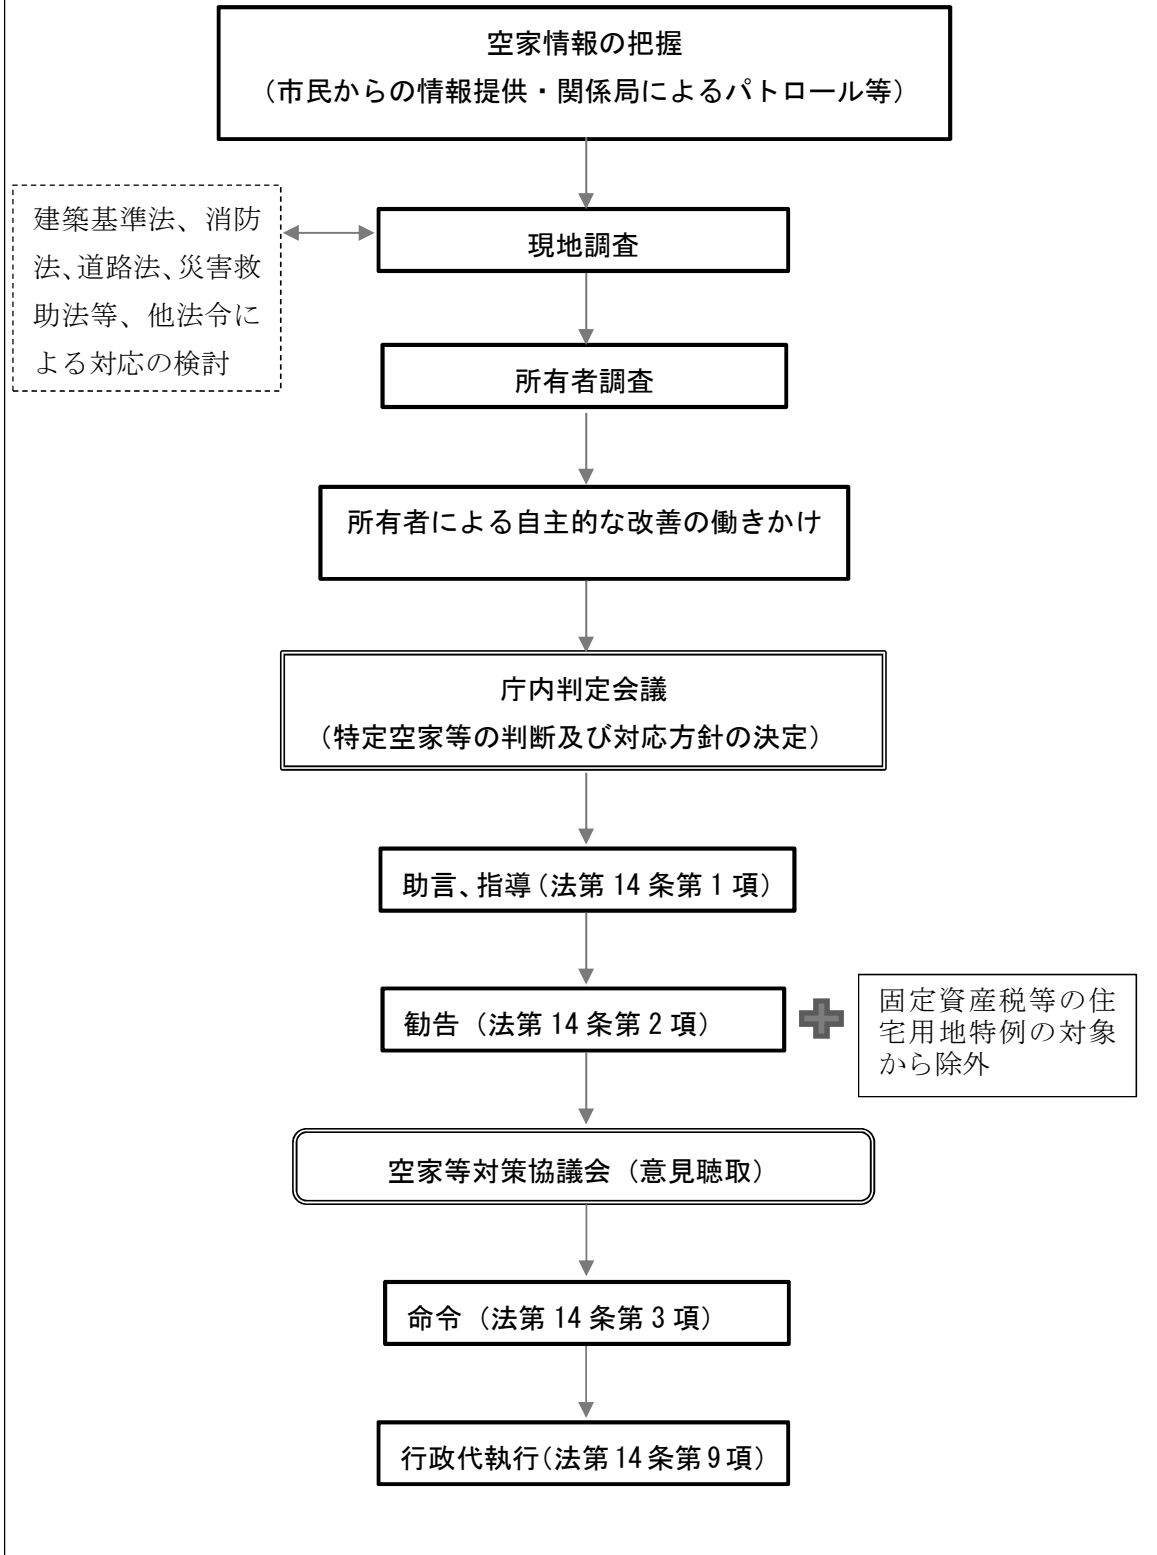 空家情報の把握
（市民からの情報提供・関係局によるパトロール等）
建築基準法、消防
法、道路法、災害救
助法等、他法令に
よる対応の検討
現地調査
所有者調査
所有者による自主的な改善の働きかけ
庁内判定会議
（特定空家等の判断及び対応方針の決定）
助言、指導（法第14条第1項）
勧告（法第14条第2項）
固定資産税等の住
宅用地特例の対象
から除外
空家等対策協議会（意見聴取）
命令（法第14条第3項）
行政代執行（法第14条第9項）